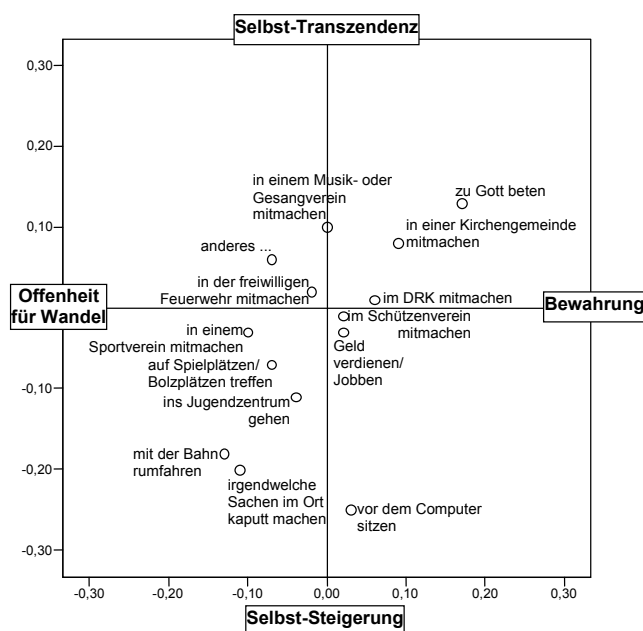 Selbst-Transzendenz
0,30
0,20
in einem Musik- oder
Gesangverein
mitmachen
zu Gott beten
0,10
in einer Kirchengemeinde
mitmachen
anderes ...
in der freiwilligen
Feuerwehr mitmachen
im DRK mitmachen
Offenheit
für Wandel
Bewahrung
im Schützenverein
mitmachen
in einem
Sportverein mitmachen
Geld
verdienen/
Jobben
auf Spielplätzen/
Bolzplätzen treffen
-0,10
ins Jugendzentrum
gehen
mit der Bahn
rumfahren
-0,20
irgendwelche
Sachen im Ort
kaputt machen
vor dem Computer
sitzen
-0,30
-0,30
-0,20
-0,10
0,00
0,10
0,20
0,30
Selbst-Steigerung